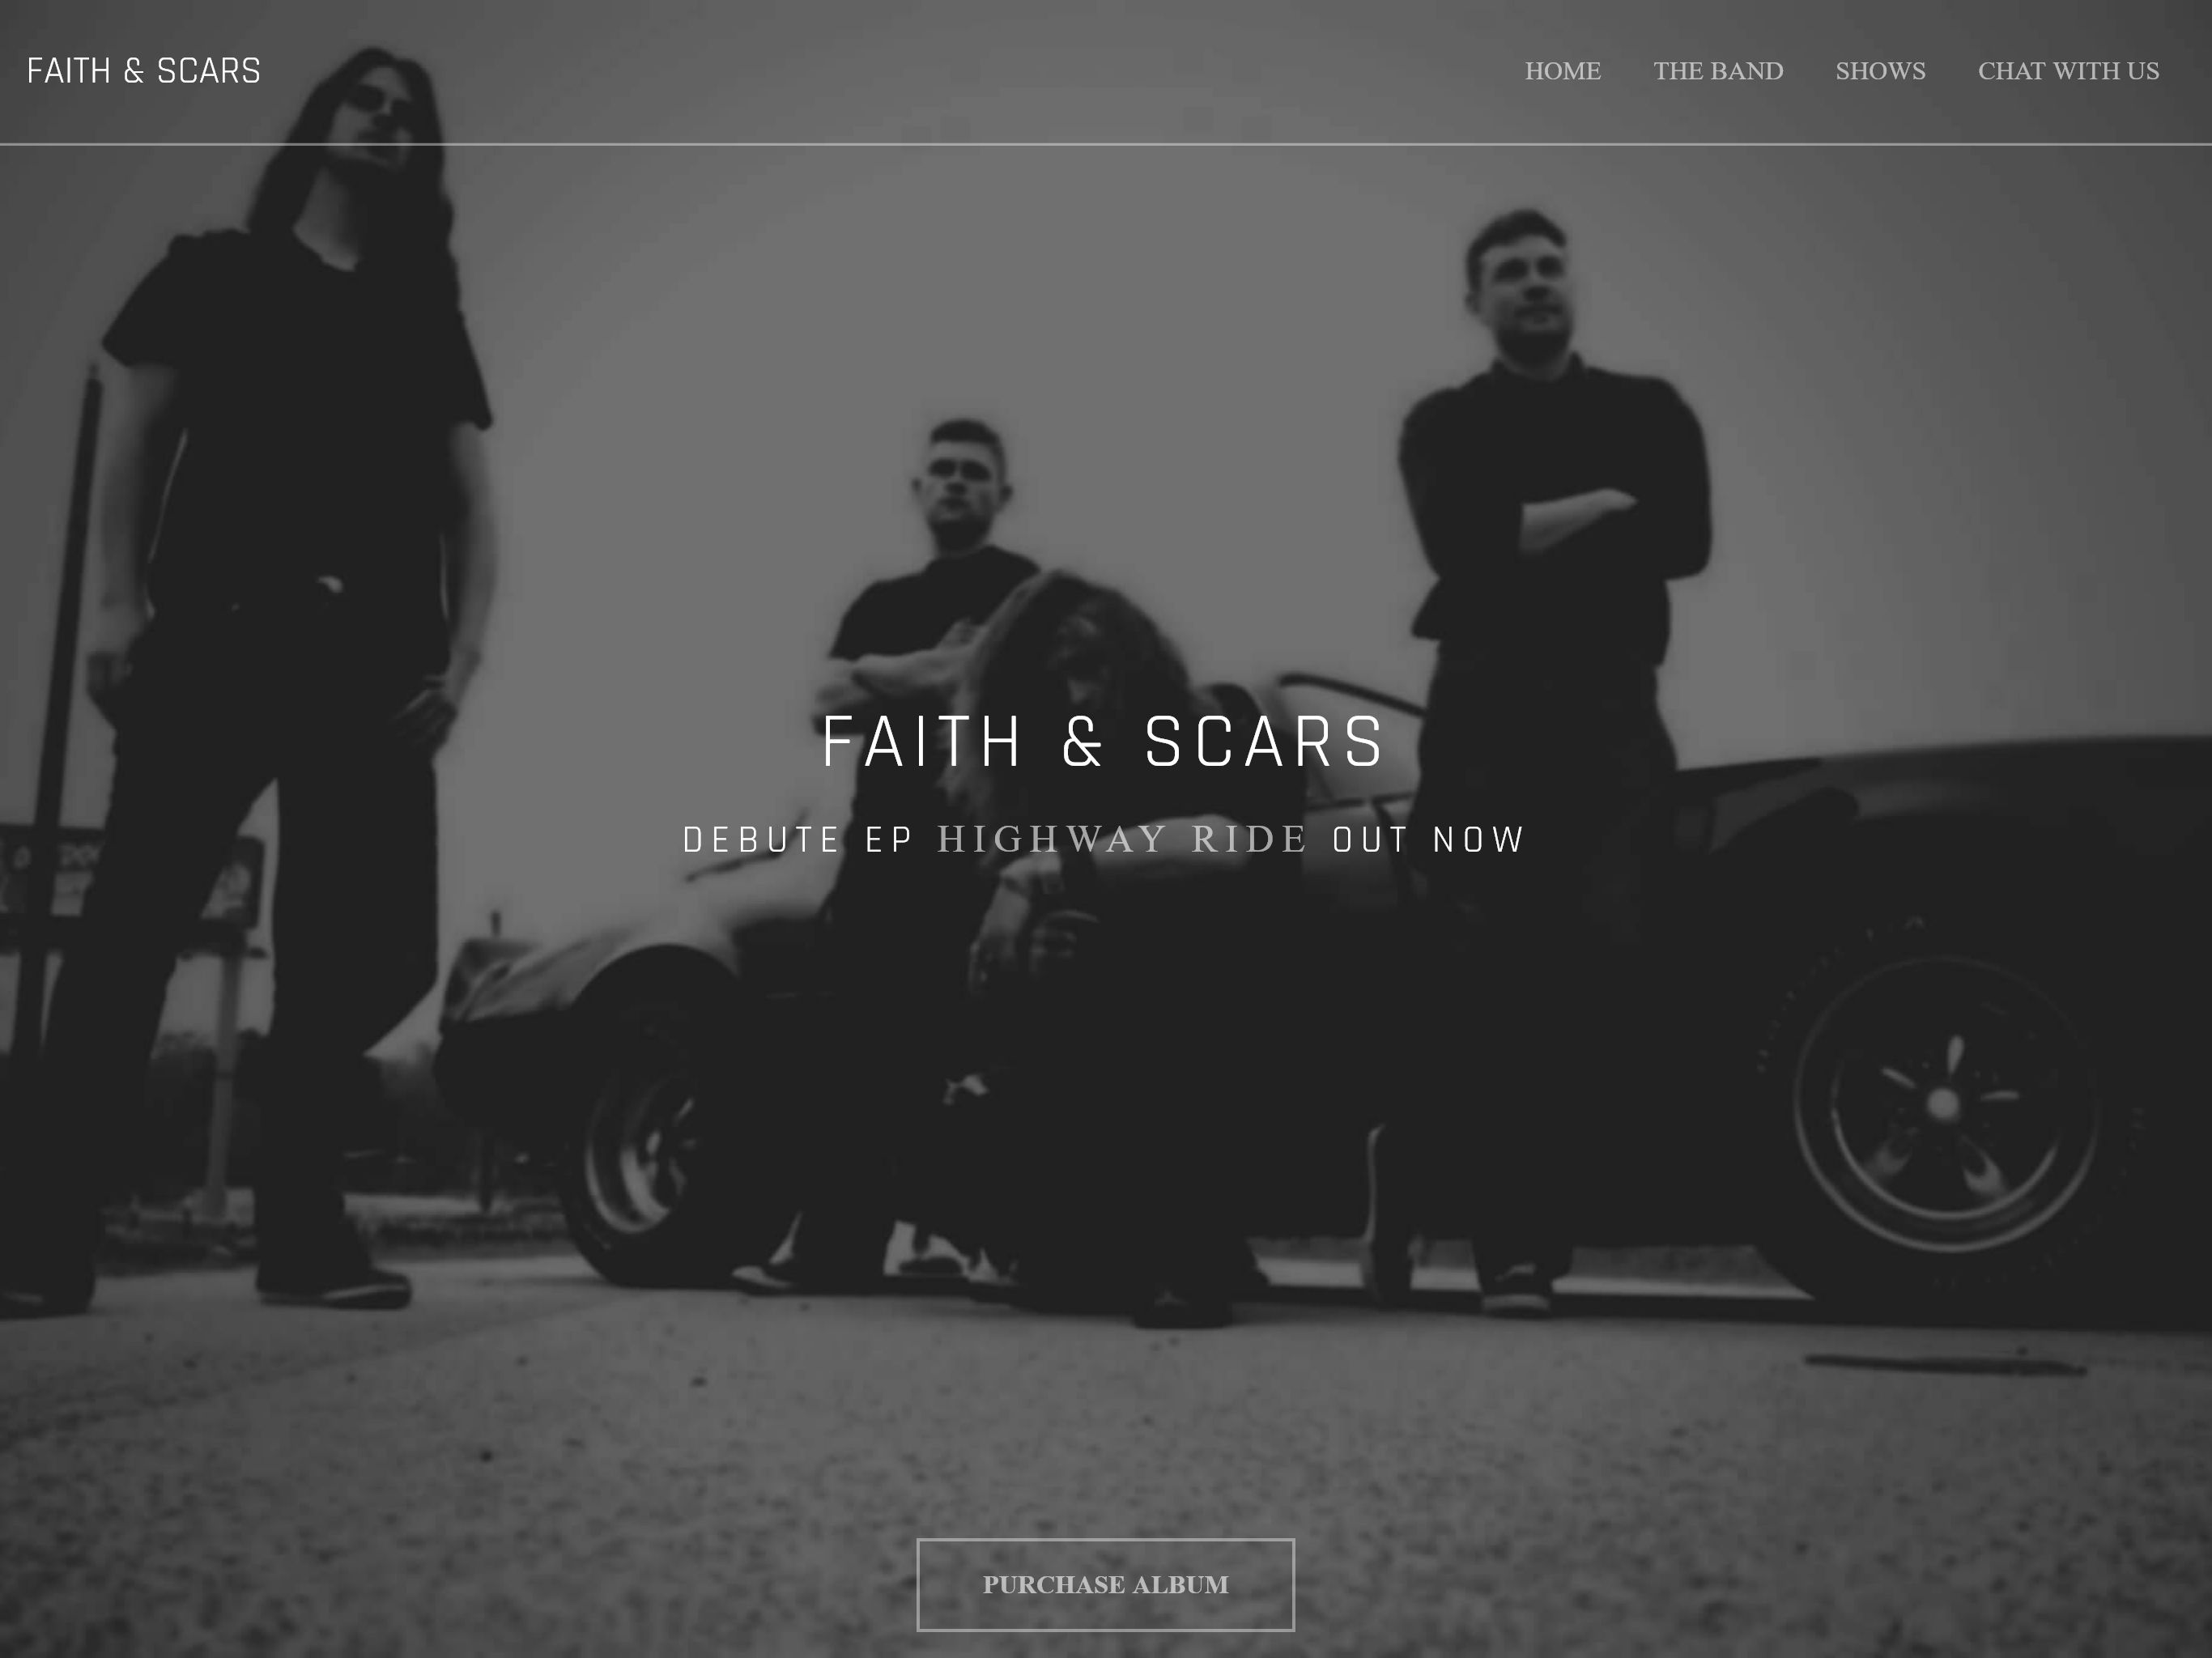 FAITH & SCARS
HOME THE BAND SHOWS CHAT WITH US
FAITH & SCARS
DEBUTE EP HIGHWAY RIDE OUT NOW
PURCHASE ALBUM